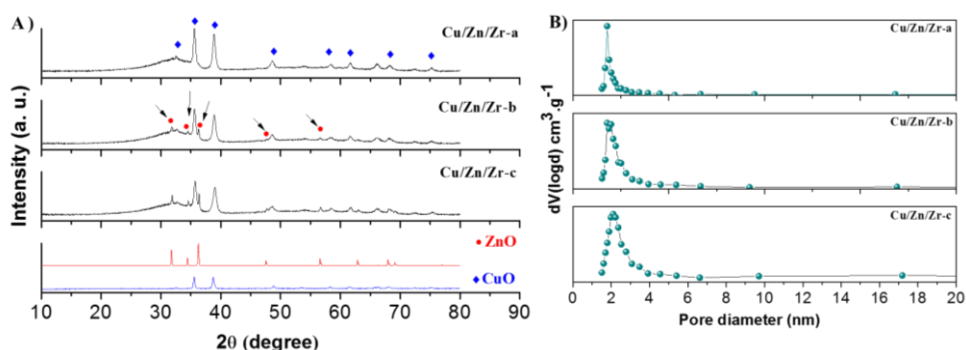 A)
Cu/Zn/Zr-a
Cu/Zn/Zr-b
Cu/Zn/Zr-c
ZnO
CuO
Intensity (a. u.)
10 20 30 40 50 60 70 80 90
2θ (degree)
B)
Cu/Zn/Zr-a
Cu/Zn/Zr-b
Cu/Zn/Zr-c
dV(logd) cm³.g⁻¹
0 2 4 6 8 10 12 14 16 18 20
Pore diameter (nm)